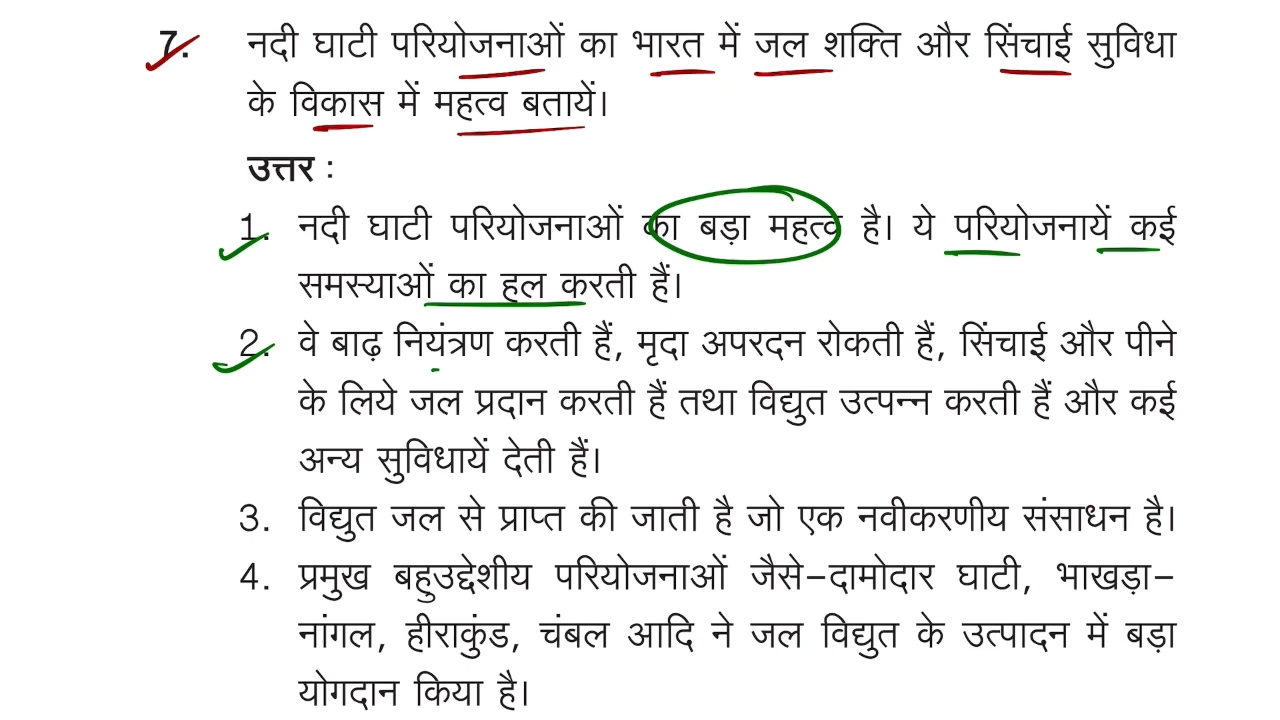 7. नदी घाटी परियोजनाओं का भारत में जल शक्ति और सिंचाई सुविधा
के विकास में महत्व बतायें।
उत्तर :
1. नदी घाटी परियोजनाओं का बड़ा महत्व है। ये परियोजनायें कई
समस्याओं का हल करती हैं।
2. वे बाढ़ नियंत्रण करती हैं, मृदा अपरदन रोकती हैं, सिंचाई और पीने
के लिये जल प्रदान करती हैं तथा विद्युत उत्पन्न करती हैं और कई
अन्य सुविधायें देती हैं।
3. विद्युत जल से प्राप्त की जाती है जो एक नवीकरणीय संसाधन है।
4. प्रमुख बहुउद्देशीय परियोजनाओं जैसे–दामोदार घाटी, भाखड़ा–
नांगल, हीराकुंड, चंबल आदि ने जल विद्युत के उत्पादन में बड़ा
योगदान किया है।